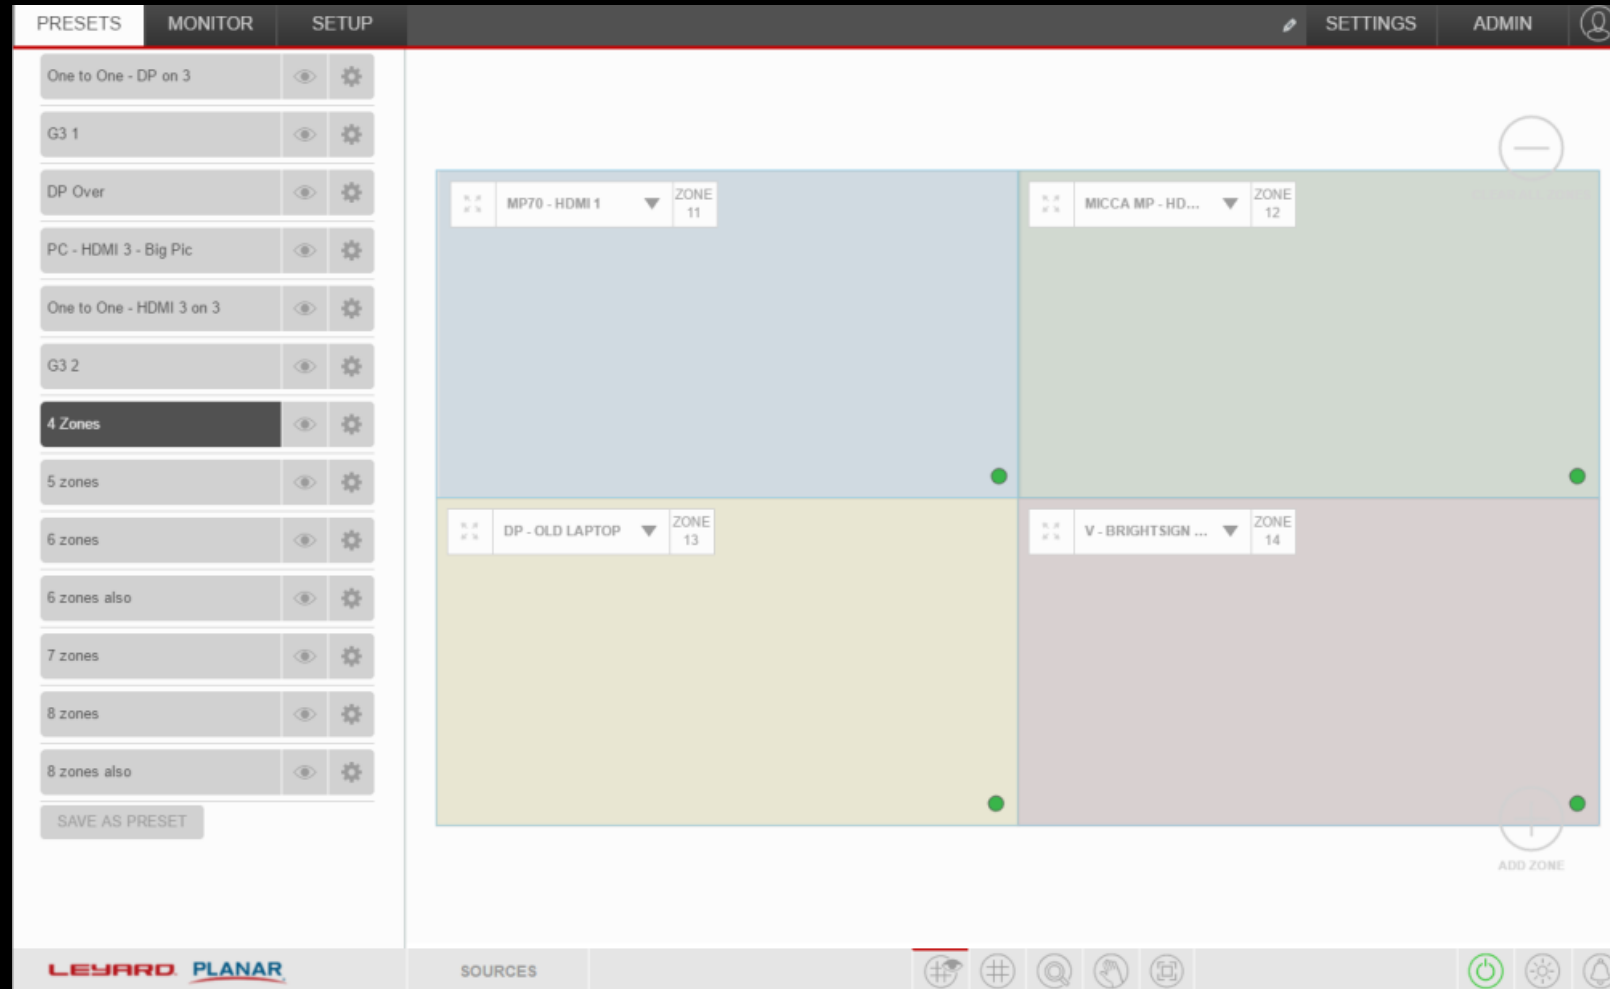 PRESETS MONITOR SETUP SETTINGS ADMIN
One to One - DP on 3
G3 1
DP Over
PC - HDMI 3 - Big Pic
One to One - HDMI 3 on 3
G3 2
4 Zones
5 zones
6 zones
6 zones also
7 zones
8 zones
8 zones also
SAVE AS PRESET
MP70 - HDMI 1
ZONE
11
MICCA MP - HD...
ZONE
12
DP - OLD LAPTOP
ZONE
13
V - BRIGHTSIGN ...
ZONE
14
ADD ZONE
LEYARD PLANAR
SOURCES